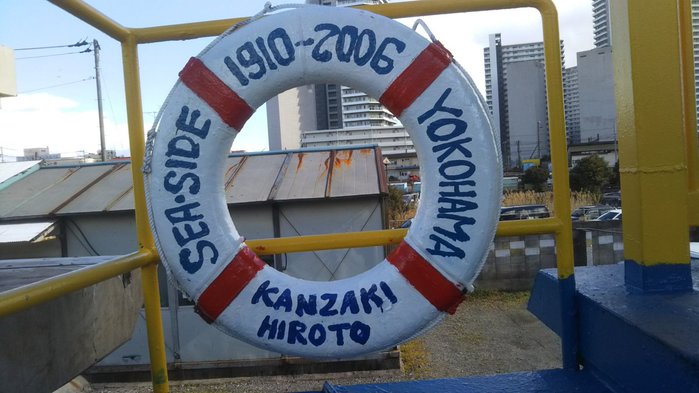 1910-2006
SEA·SIDE
YOKOHAMA
KANZAKI
HIROTO